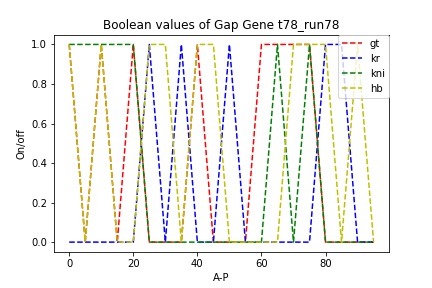 Boolean values of Gap Gene t78_run78
gt
kr
kni
hb
1.0
0.8
0.6
0.4
0.2
0.0
On/off
0 20 40 60 80
A-P